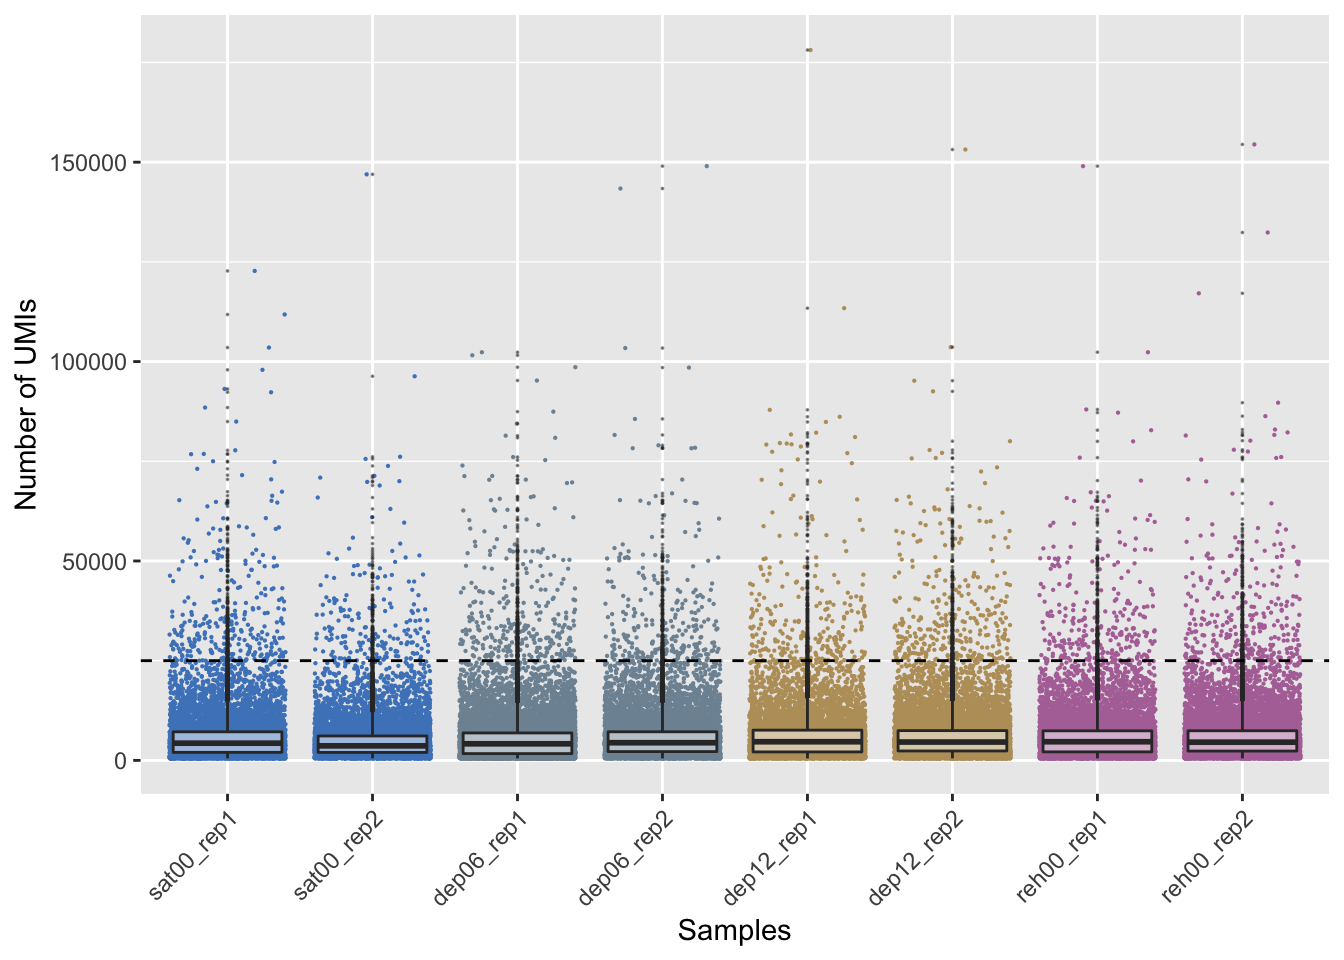 Number of UMIs
150000
100000
50000
0
sat00_rep1
sat00_rep2
dep06_rep1
dep06_rep2
dep12_rep1
dep12_rep2
reh00_rep1
reh00_rep2
Samples